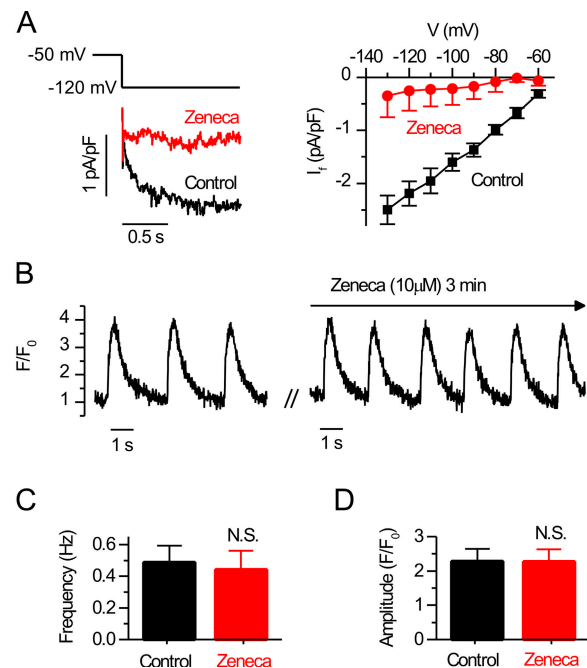 A
-50 mV
-120 mV
Zeneca
1 pA/pF
Control
0.5 s
V (mV)
-140 -120 -100 -80 -60
0
-1
-2
I_f (pA/pF)
Zeneca
Control
B
Zeneca (10μM) 3 min
F/F₀
4
3
2
1
//
1 s
1 s
C
Frequency (Hz)
0.6
0.4
0.2
0.0
N.S.
Control
Zeneca
D
Amplitude (F/F₀)
3
2
1
0
N.S.
Control
Zeneca